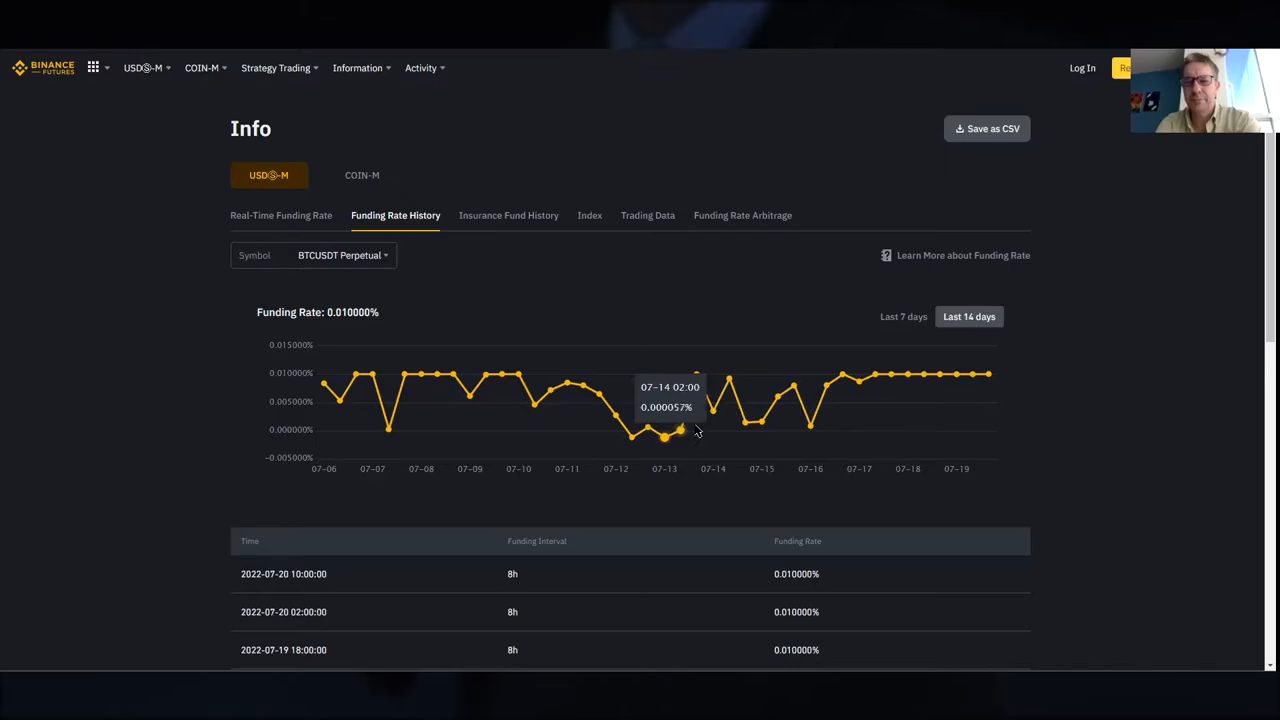 BINANCE
FUTURES
USDⓈ-M
COIN-M
Strategy Trading
Information
Activity
Log In
Re
Info
Save as CSV
USDⓈ-M
COIN-M
Real-Time Funding Rate
Funding Rate History
Insurance Fund History
Index
Trading Data
Funding Rate Arbitrage
Symbol
BTCUSDT Perpetual
Learn More about Funding Rate
Funding Rate: 0.010000%
Last 7 days
Last 14 days
0.015000%
0.010000%
0.005000%
0.000000%
-0.005000%
07-14 02:00
0.000057%
07-06
07-07
07-08
07-09
07-10
07-11
07-12
07-13
07-14
07-15
07-16
07-17
07-18
07-19
Time
Funding Interval
Funding Rate
2022-07-20 10:00:00
8h
0.010000%
2022-07-20 02:00:00
8h
0.010000%
2022-07-19 18:00:00
8h
0.010000%